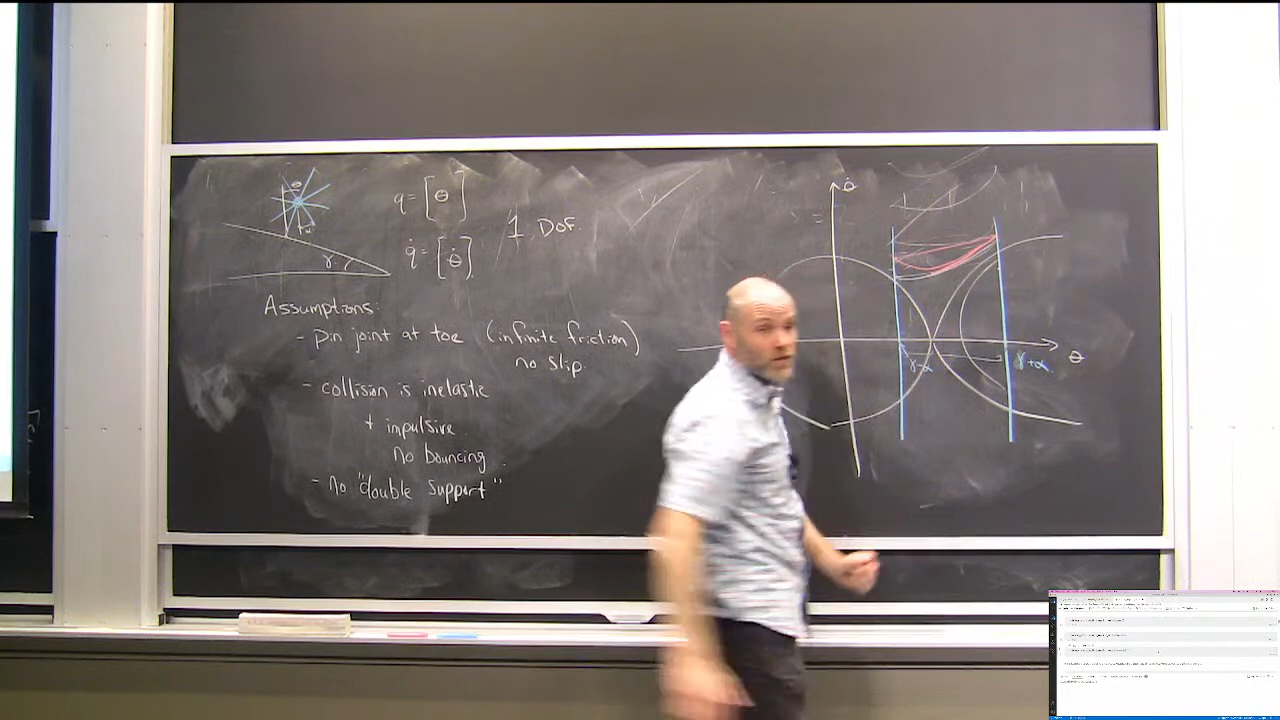 θ
α
γ
q = [θ]
q̇ = [θ̇]
1 DOF
Assumptions:
- pin joint at toe (infinite friction)
no slip.
- collision is inelastic
+ impulsive
no bouncing
- no "double support"
θ̇
θ
γ-α
γ+α